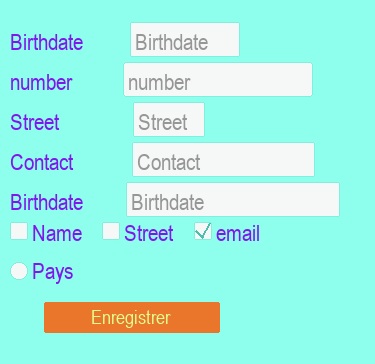 Birthdate Birthdate
number number
Street Street
Contact Contact
Birthdate Birthdate
Name Street email
Pays
Enregistrer